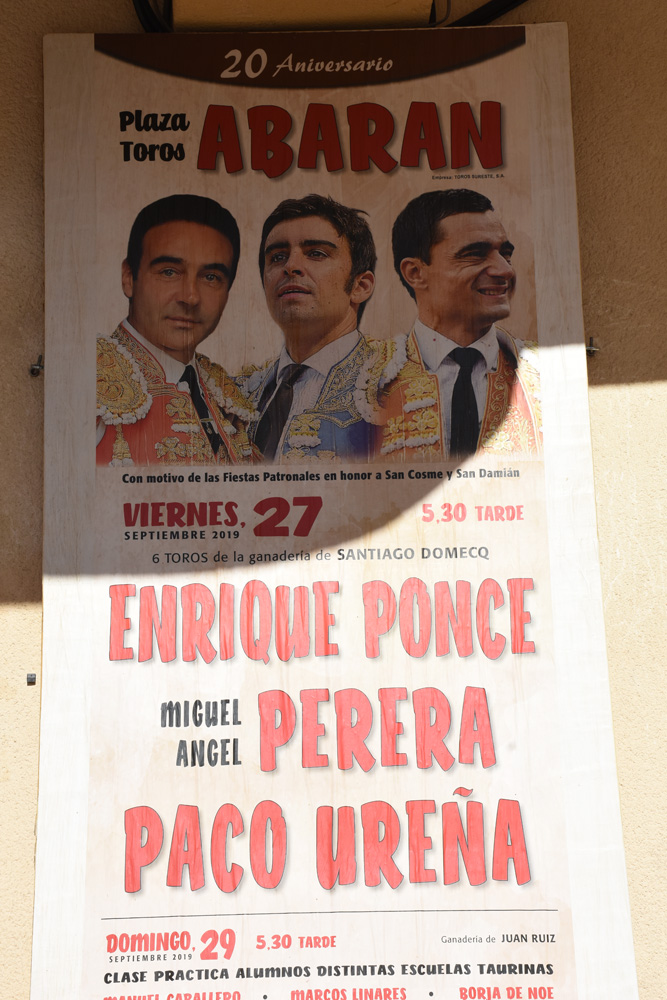 20 Aniversario
Plaza
Toros
ABARAN
Empresa: TOROS SURESTE, S.A.
Con motivo de las Fiestas Patronales en honor a San Cosme y San Damián
VIERNES, 27
SEPTIEMBRE 2019
5,30 TARDE
6 TOROS de la ganadería de SANTIAGO DOMECQ
ENRIQUE PONCE
MIGUEL
ANGEL
PERERA
PACO UREÑA
DOMINGO, 29
SEPTIEMBRE 2019
5,30 TARDE
Ganadería de JUAN RUIZ
CLASE PRACTICA ALUMNOS DISTINTAS ESCUELAS TAURINAS
MANUEL CABALLERO • MARCOS LINARES • BORJA DE NOE